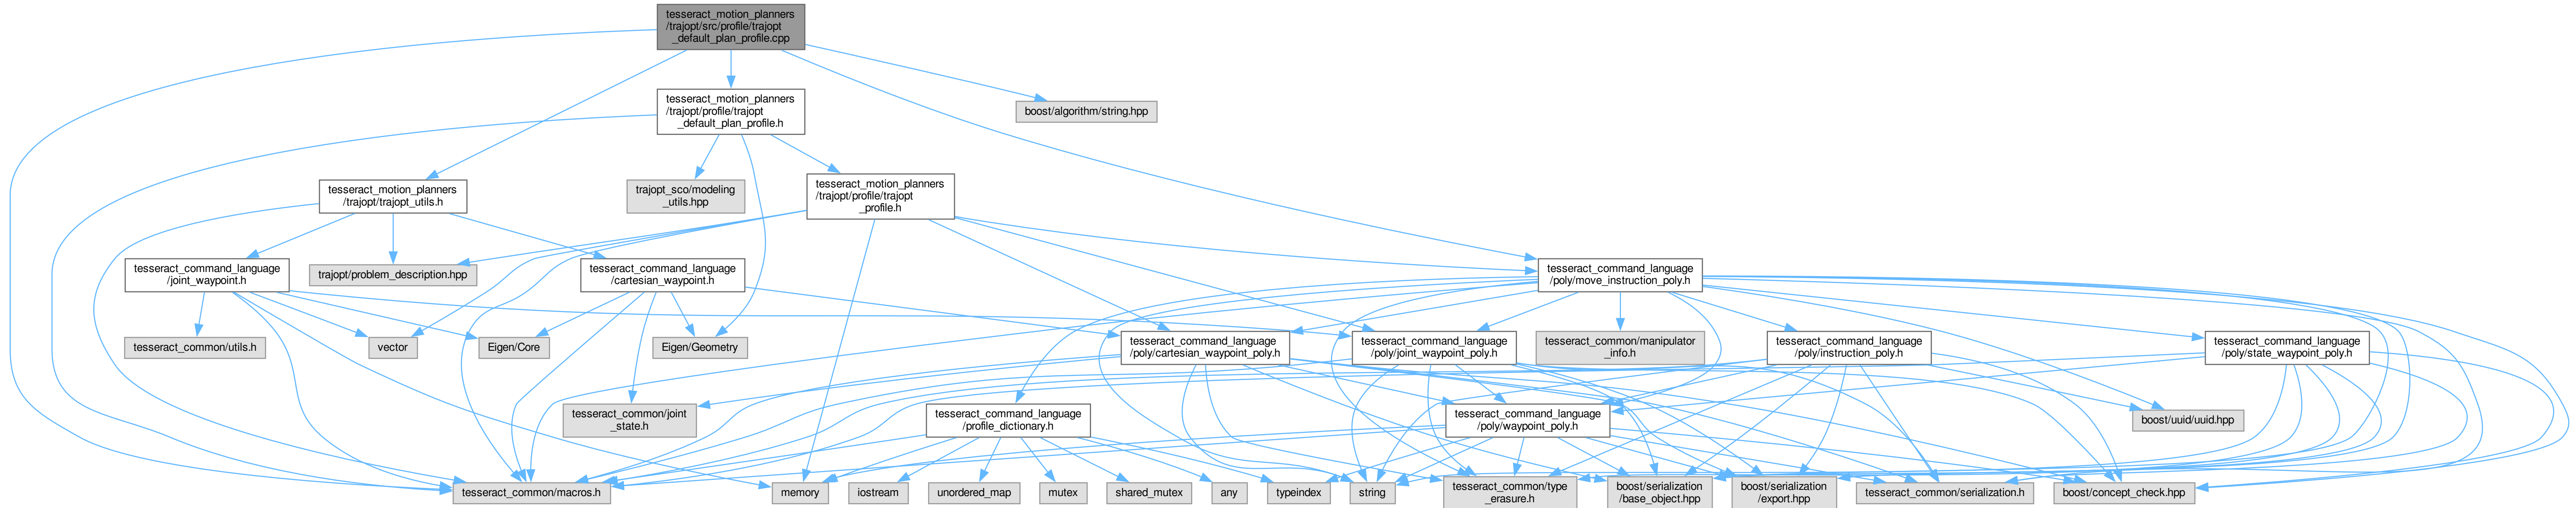 tesseract_motion_planners
/trajopt/src/profile/trajopt
_default_plan_profile.cpp
tesseract_motion_planners
/trajopt/profile/trajopt
_default_plan_profile.h
boost/algorithm/string.hpp
tesseract_motion_planners
/trajopt/trajopt_utils.h
trajopt_sco/modeling
_utils.hpp
tesseract_motion_planners
/trajopt/profile/trajopt
_profile.h
tesseract_command_language
/joint_waypoint.h
trajopt/problem_description.hpp
tesseract_command_language
/cartesian_waypoint.h
tesseract_command_language
/poly/move_instruction_poly.h
tesseract_common/utils.h
vector
Eigen/Core
Eigen/Geometry
tesseract_command_language
/poly/cartesian_waypoint_poly.h
tesseract_command_language
/poly/joint_waypoint_poly.h
tesseract_common/manipulator
_info.h
tesseract_command_language
/poly/instruction_poly.h
tesseract_command_language
/poly/state_waypoint_poly.h
tesseract_common/joint
_state.h
tesseract_command_language
/profile_dictionary.h
tesseract_command_language
/poly/waypoint_poly.h
boost/uuid/uuid.hpp
tesseract_common/macros.h
memory
iostream
unordered_map
mutex
shared_mutex
any
typeindex
string
tesseract_common/type
_erasure.h
boost/serialization
/base_object.hpp
boost/serialization
/export.hpp
tesseract_common/serialization.h
boost/concept_check.hpp